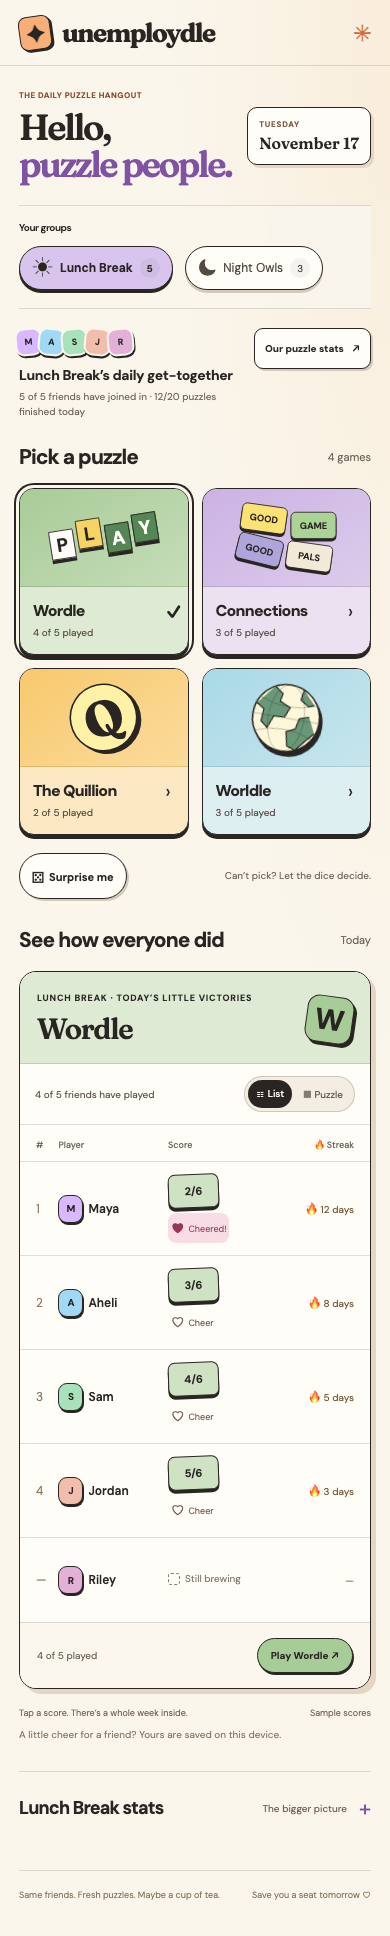 unemploydle
THE DAILY PUZZLE HANGOUT
Hello,
puzzle people.
TUESDAY
November 17
Your groups
Lunch Break 5
Night Owls 3
M A S J R
Lunch Break’s daily get-together
5 of 5 friends have joined in · 12/20 puzzles
finished today
Our puzzle stats ↗
Pick a puzzle
4 games
P L A Y
Wordle
4 of 5 played
GOOD GAME
GOOD PALS
Connections ›
3 of 5 played
Q
The Quillion ›
2 of 5 played
Worldle ›
3 of 5 played
Surprise me
Can’t pick? Let the dice decide.
See how everyone did
Today
LUNCH BREAK · TODAY’S LITTLE VICTORIES
Wordle
W
4 of 5 friends have played
List
Puzzle
# Player Score 🔥 Streak
1 M Maya 2/6 🔥 12 days
Cheered!
2 A Aheli 3/6 🔥 8 days
Cheer
3 S Sam 4/6 🔥 5 days
Cheer
4 J Jordan 5/6 🔥 3 days
Cheer
— R Riley Still brewing –
4 of 5 played
Play Wordle ↗
Tap a score. There’s a whole week inside.
Sample scores
A little cheer for a friend? Yours are saved on this device.
Lunch Break stats
The bigger picture +
Same friends. Fresh puzzles. Maybe a cup of tea.
Save you a seat tomorrow ♡